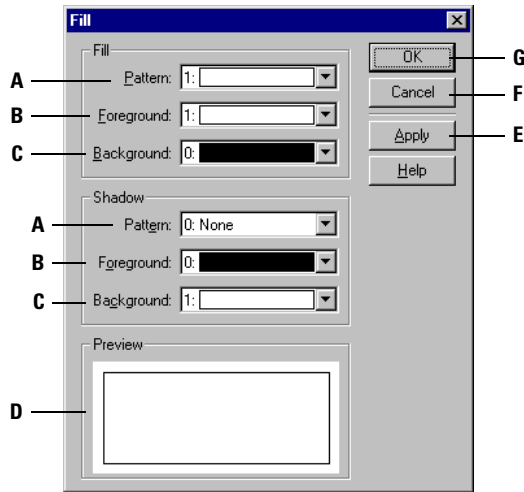 Fill
Fill
A Pattern: 1:
B Foreground: 1:
C Background: 0:
Shadow
A Pattern: 0: None
B Foreground: 0:
C Background: 1:
Preview
D
OK G
Cancel F
Apply E
Help